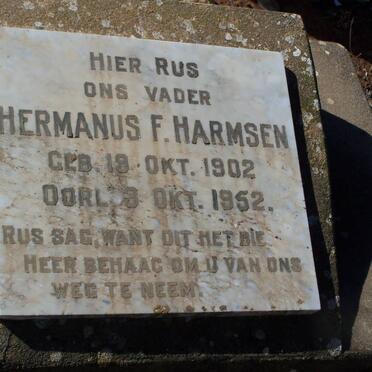 HIER RUS
ONS VADER
HERMANUS F. HARMSEN
GEB. 19 OKT. 1902
OORL. 3 OKT. 1952.
RUS SAG, WANT DIT HET DIE
HEER BEHAAG OM U VAN ONS
WEG TE NEEM.